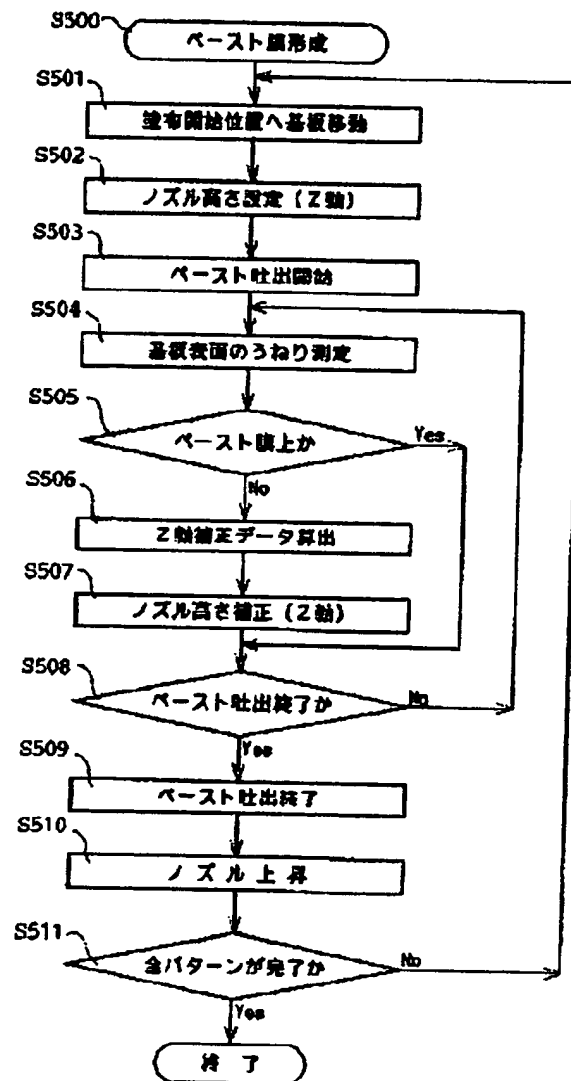 S500
ペースト膜形成
S501
塗布開始位置へ基板移動
S502
ノズル高さ設定(Z軸)
S503
ペースト吐出開始
S504
基板表面のうねり測定
S505
ペースト膜上か
Yes
No
S506
Z軸補正データ算出
S507
ノズル高さ補正(Z軸)
S508
ペースト吐出終了か
No
Yes
S509
ペースト吐出終了
S510
ノズル上昇
S511
全パターンが完了か
No
Yes
終了